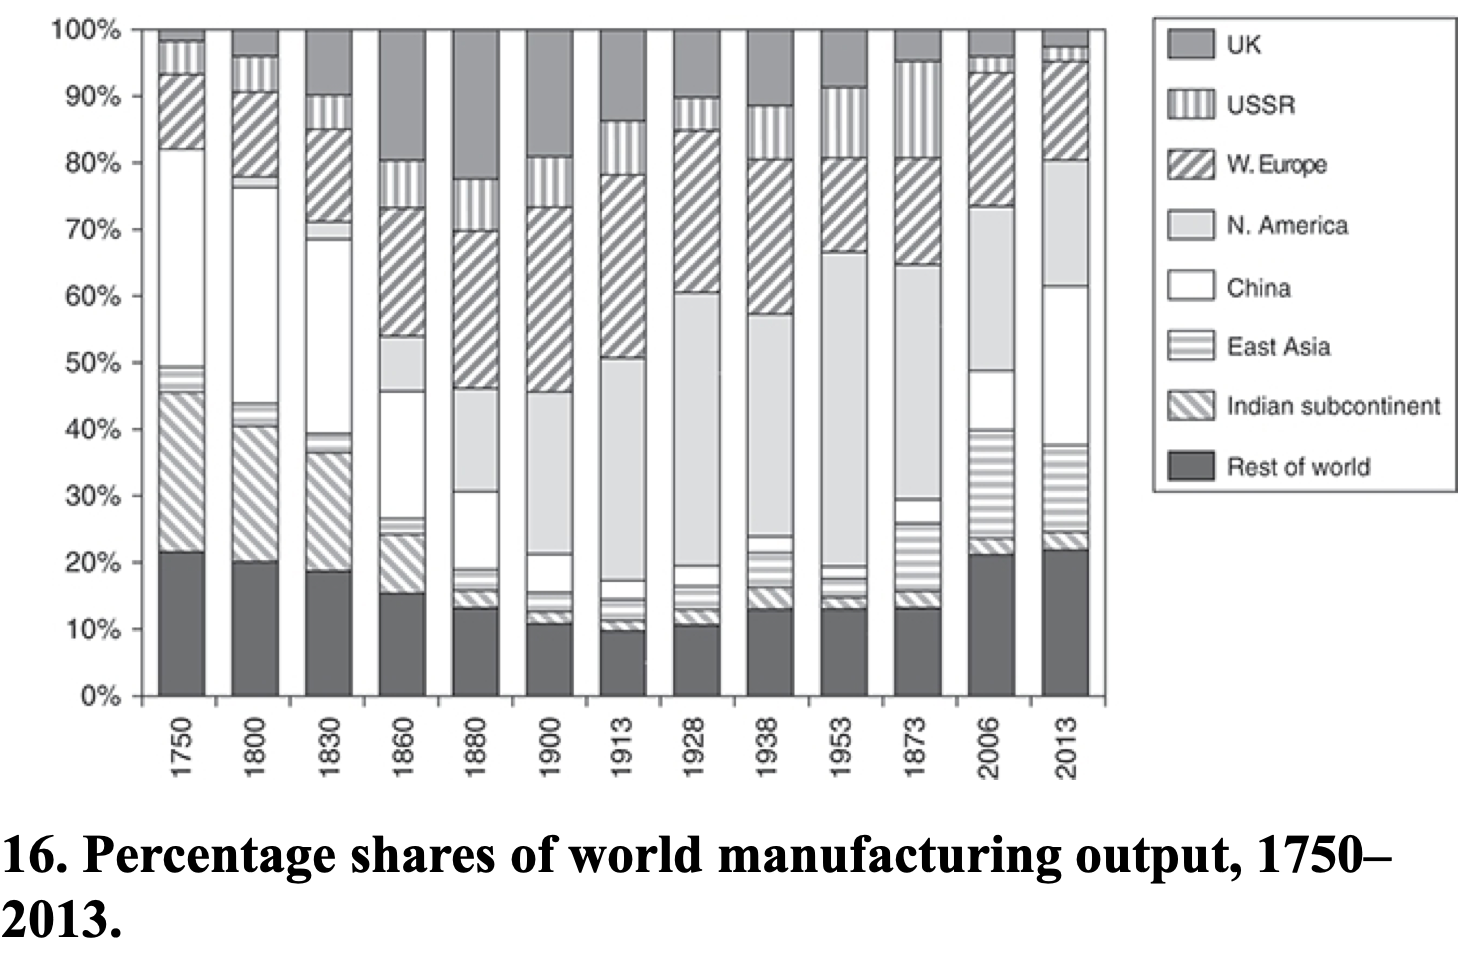 100%
90%
80%
70%
60%
50%
40%
30%
20%
10%
0%
1750
1800
1830
1860
1880
1900
1913
1928
1938
1953
1873
2006
2013
UK
USSR
W. Europe
N. America
China
East Asia
Indian subcontinent
Rest of world
16. Percentage shares of world manufacturing output, 1750–
2013.